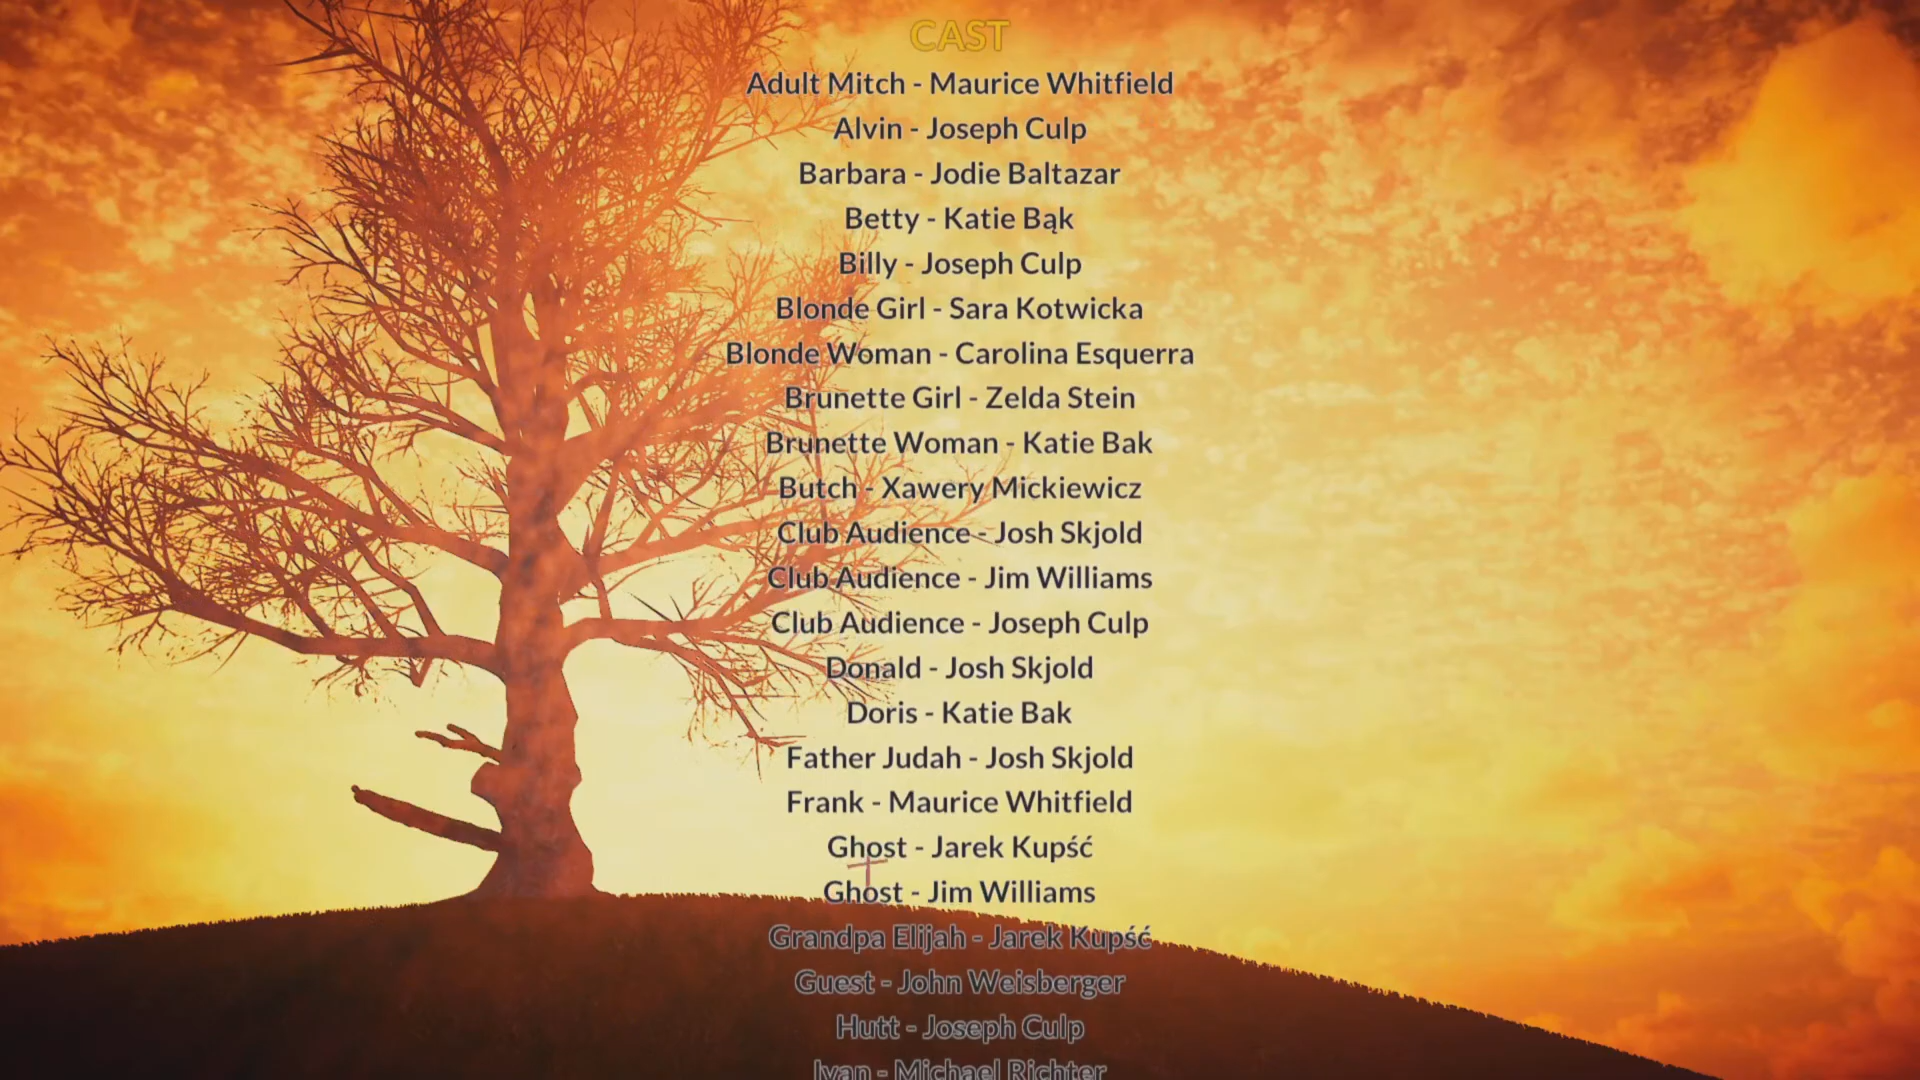 CAST
Adult Mitch - Maurice Whitfield
Alvin - Joseph Culp
Barbara - Jodie Baltazar
Betty - Katie Bąk
Billy - Joseph Culp
Blonde Girl - Sara Kotwicka
Blonde Woman - Carolina Esquerra
Brunette Girl - Zelda Stein
Brunette Woman - Katie Bak
Butch - Xawery Mickiewicz
Club Audience - Josh Skjold
Club Audience - Jim Williams
Club Audience - Joseph Culp
Donald - Josh Skjold
Doris - Katie Bak
Father Judah - Josh Skjold
Frank - Maurice Whitfield
Ghost - Jarek Kupść
Ghost - Jim Williams
Grandpa Elijah - Jarek Kupść
Guest - John Weisberger
Hutt - Joseph Culp
Ivan - Michael Richter